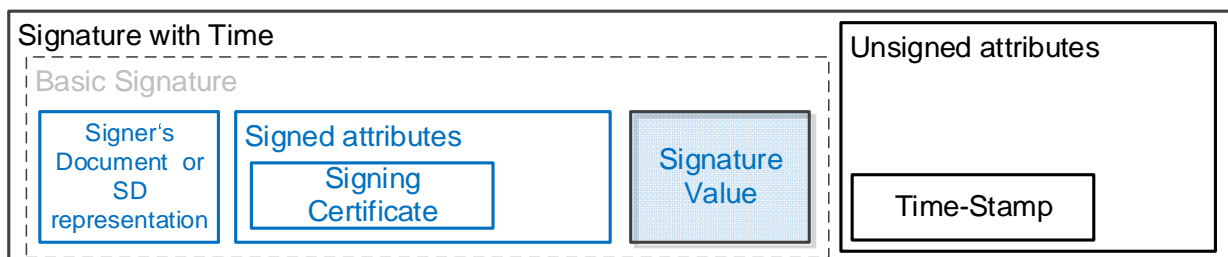 Signature with Time
Basic Signature
Signer‘s
Document or
SD
representation
Signed attributes
Signing
Certificate
Signature
Value
Unsigned attributes
Time-Stamp